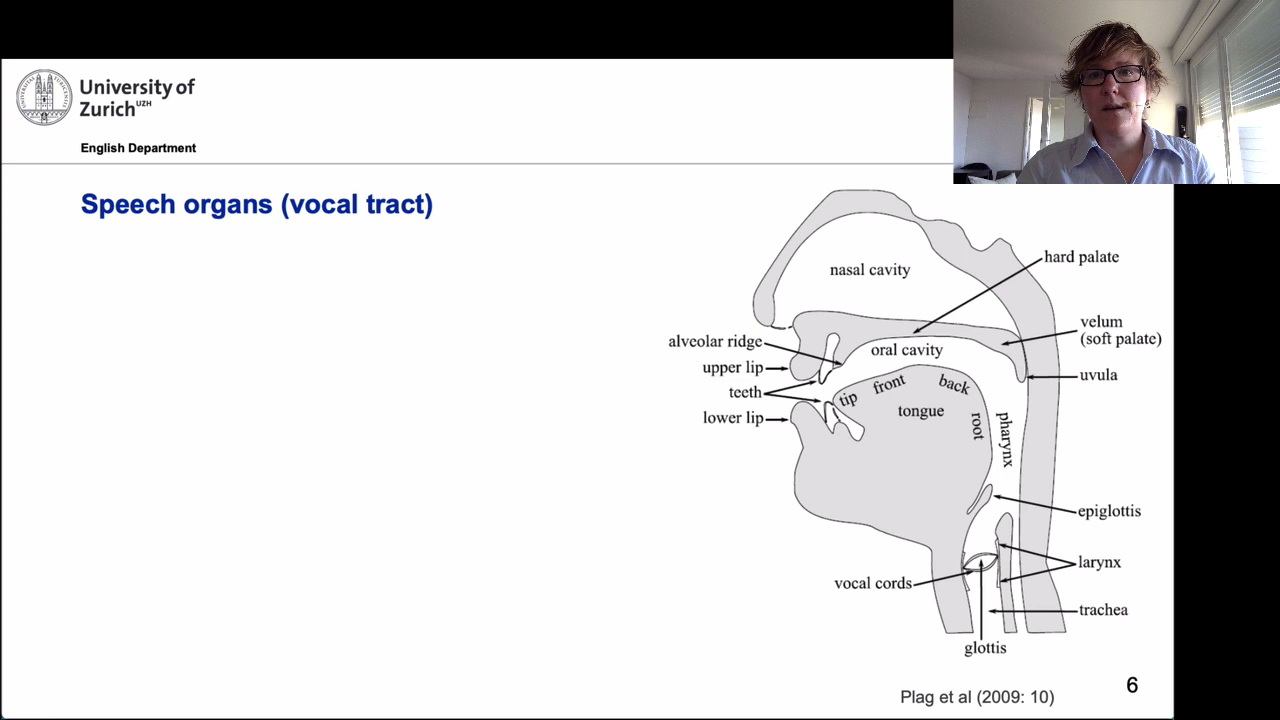 University of
Zurich UZH
English Department
Speech organs (vocal tract)
nasal cavity
hard palate
velum
(soft palate)
alveolar ridge
oral cavity
upper lip
uvula
teeth
tip
front
back
tongue
lower lip
root
pharynx
epiglottis
larynx
vocal cords
trachea
glottis
Plag et al (2009: 10)
6